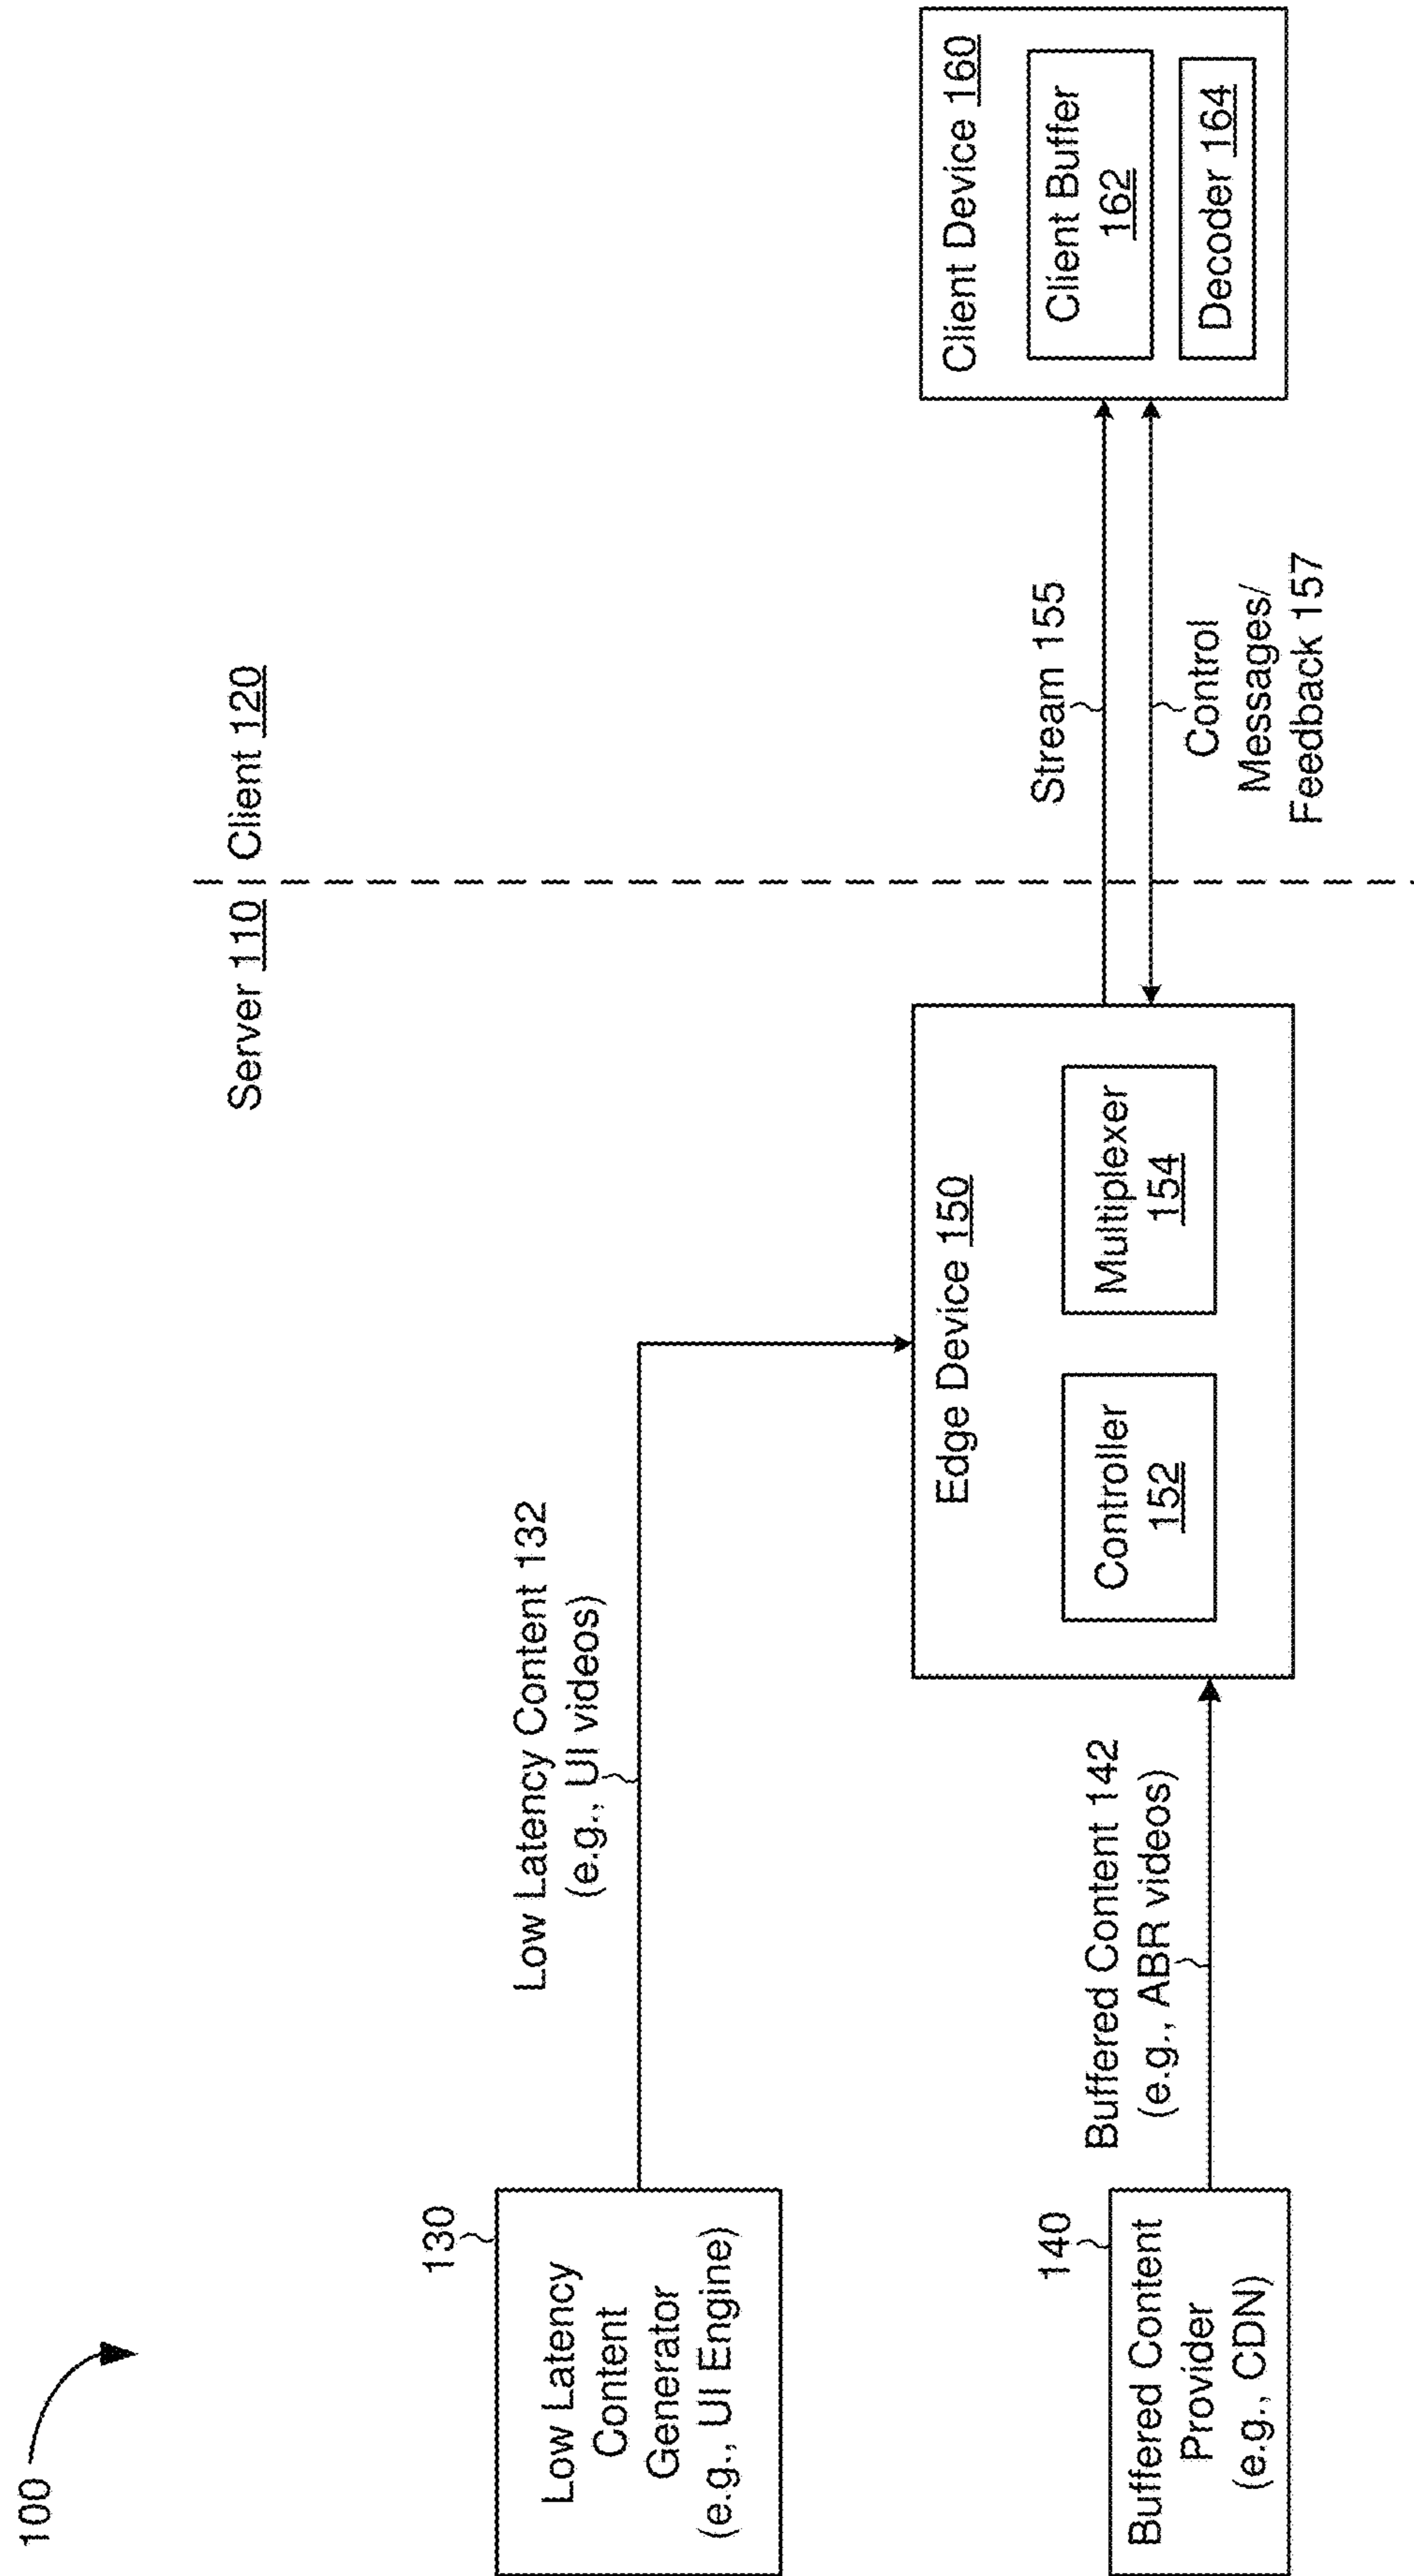 100
Server 110
Client 120
130
Low Latency
Content
Generator
(e.g., UI Engine)
Low Latency Content 132
(e.g., UI videos)
140
Buffered Content
Provider
(e.g., CDN)
Buffered Content 142
(e.g., ABR videos)
Edge Device 150
Controller
152
Multiplexer
154
Stream 155
Control
Messages/
Feedback 157
Client Device 160
Client Buffer
162
Decoder 164